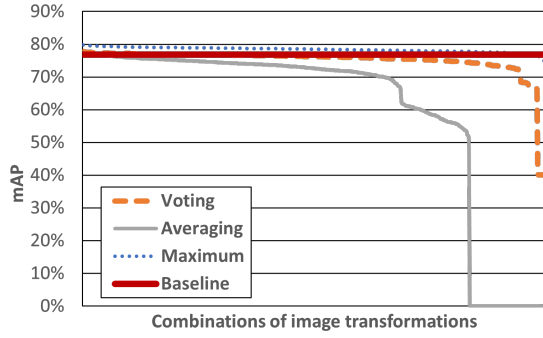 90%
80%
70%
60%
50%
40%
30%
20%
10%
0%
mAP
Voting
Averaging
Maximum
Baseline
Combinations of image transformations